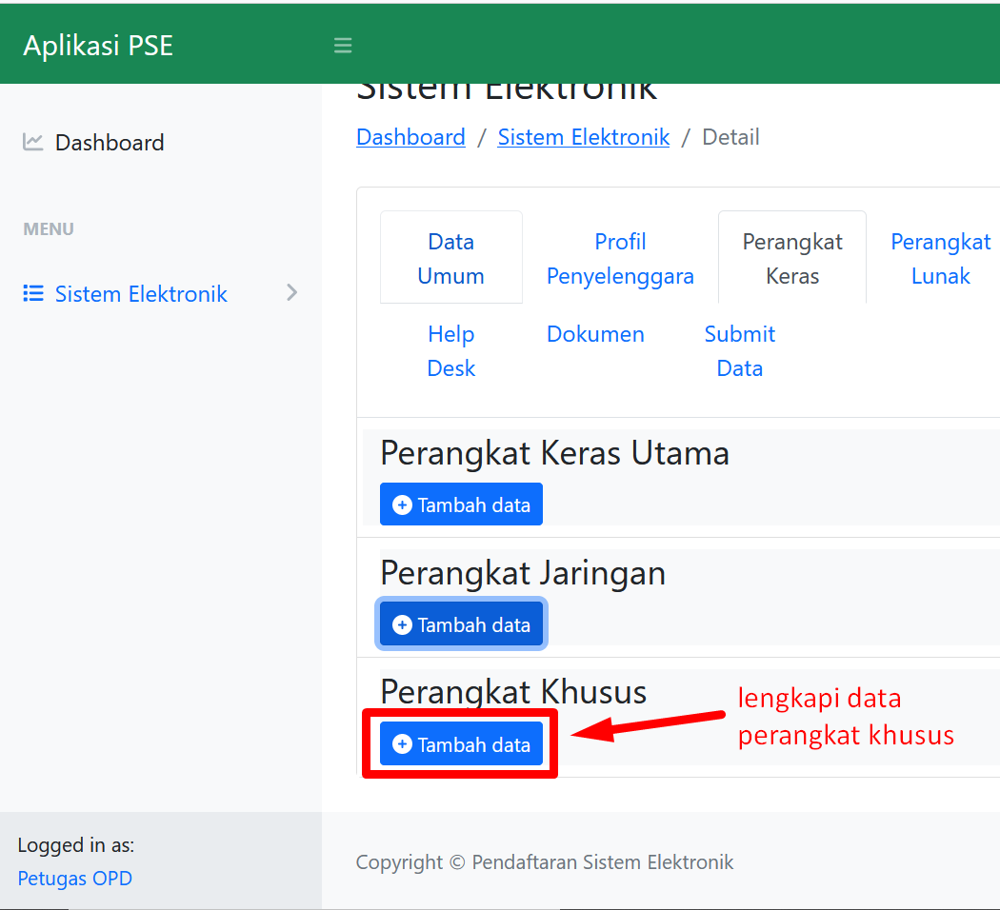 Aplikasi PSE
Sistem Elektronik
Dashboard / Sistem Elektronik / Detail
Dashboard
MENU
Sistem Elektronik
Data Umum
Profil Penyelenggara
Perangkat Keras
Perangkat Lunak
Help Desk
Dokumen
Submit Data
Perangkat Keras Utama
Tambah data
Perangkat Jaringan
Tambah data
Perangkat Khusus
Tambah data
lengkapi data
perangkat khusus
Logged in as:
Petugas OPD
Copyright © Pendaftaran Sistem Elektronik